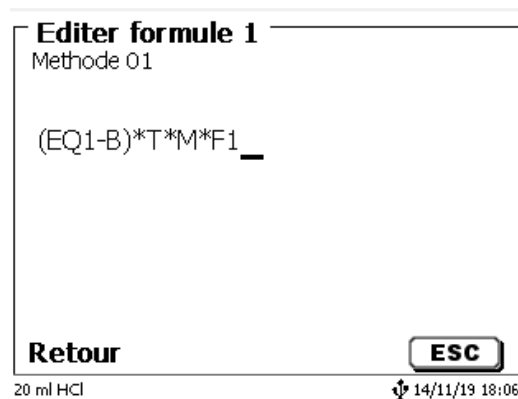 Editer formule 1
Methode 01
(EQ1-B)*T*M*F1_
Retour ESC
20 ml HCl 14/11/19 18:06